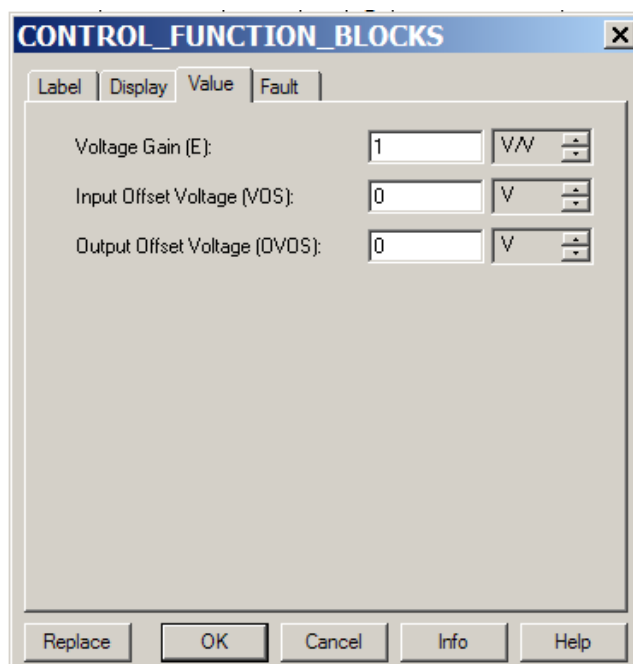 CONTROL_FUNCTION_BLOCKS
Label Display Value Fault
Voltage Gain (E): 1 V/V
Input Offset Voltage (VOS): 0 V
Output Offset Voltage (OVOS): 0 V
Replace OK Cancel Info Help